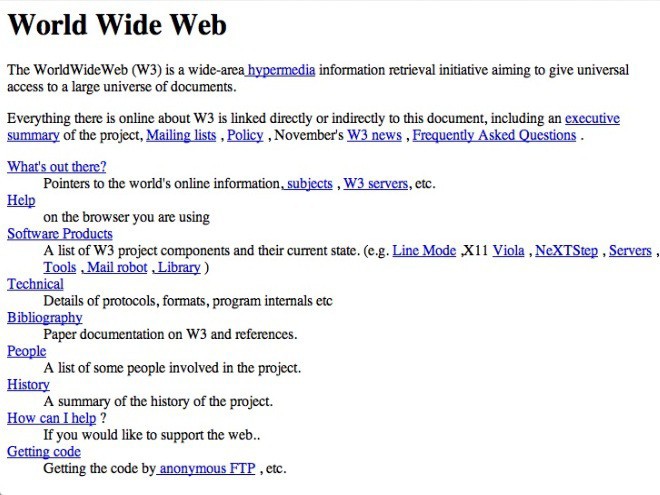 World Wide Web
The WorldWideWeb (W3) is a wide-area hypermedia information retrieval initiative aiming to give universal
access to a large universe of documents.
Everything there is online about W3 is linked directly or indirectly to this document, including an executive
summary of the project, Mailing lists , Policy , November's W3 news , Frequently Asked Questions .
What's out there?
Pointers to the world's online information, subjects , W3 servers, etc.
Help
on the browser you are using
Software Products
A list of W3 project components and their current state. (e.g. Line Mode ,X11 Viola , NeXTStep , Servers ,
Tools , Mail robot , Library )
Technical
Details of protocols, formats, program internals etc
Bibliography
Paper documentation on W3 and references.
People
A list of some people involved in the project.
History
A summary of the history of the project.
How can I help ?
If you would like to support the web..
Getting code
Getting the code by anonymous FTP , etc.